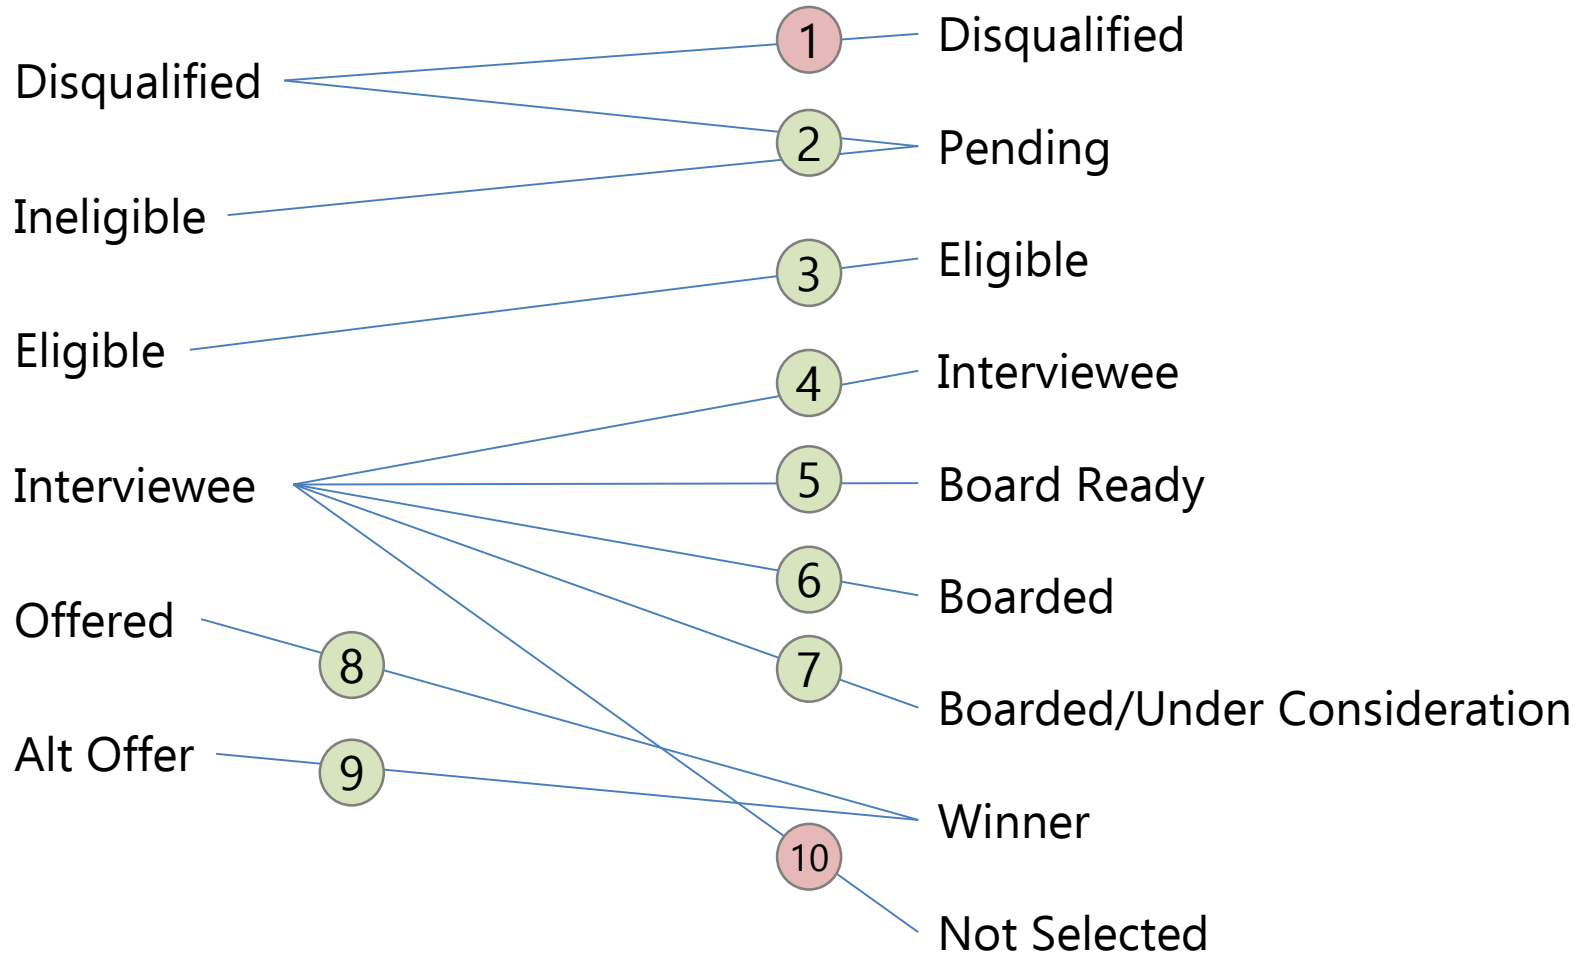 Disqualified
Ineligible
Eligible
Interviewee
Offered
Alt Offer
1
2
3
4
5
6
7
8
9
10
Disqualified
Pending
Eligible
Interviewee
Board Ready
Boarded
Boarded/Under Consideration
Winner
Not Selected